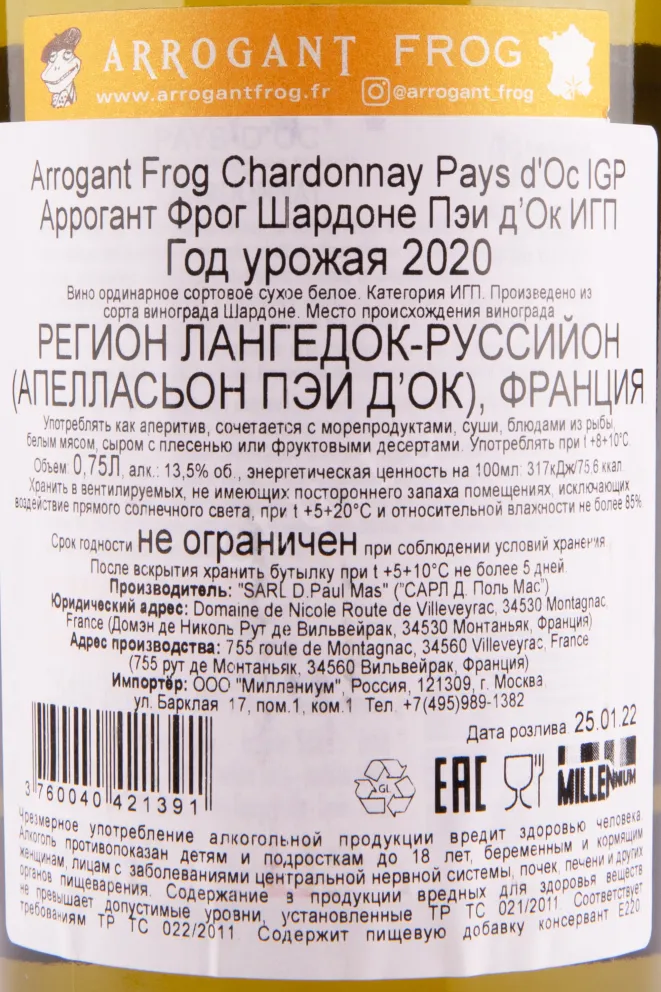 ARROGANT FROG
www.arrogantfrog.fr @arrogant_frog
Arrogant Frog Chardonnay Pays d'Oc IGP
Аррогант Фрог Шардоне Пэи д’Ок ИГП
Год урожая 2020
Вино ординарное сортовое сухое белое. Категория ИГП. Произведено из
сорта винограда Шардоне. Место происхождения винограда
РЕГИОН ЛАНГЕДОК-РУССИЙОН
(АПЕЛЛАСЬОН ПЭИ Д’ОК), ФРАНЦИЯ
Употреблять как аперитив, сочетается с морепродуктами, суши, блюдами из рыбы,
белым мясом, сыром с плесенью или фруктовыми десертами. Употреблять при t +8+10°C
Объем: 0,75Л, алк.: 13,5% об., энергетическая ценность на 100мл: 317кДж/75,6 ккал.
Хранить в вентилируемых, не имеющих постороннего запаха помещениях, исключающих
воздействие прямого солнечного света, при t +5+20°C и относительной влажности не более 85%
Срок годности не ограничен при соблюдении условий хранения.
После вскрытия хранить бутылку при t +5+10°C не более 5 дней.
Производитель: "SARL D.Paul Mas" ("САРЛ Д. Поль Мас")
Юридический адрес: Domaine de Nicole Route de Villeveyrac, 34530 Montagnac,
France (Домэн де Николь Рут де Вильвейрак, 34530 Монтаньяк, Франция)
Адрес производства: 755 route de Montagnac, 34560 Villeveyrac, France
(755 рут де Монтаньяк, 34560 Вильвейрак, Франция)
Импортёр: ООО "Миллениум", Россия, 121309, г. Москва,
ул. Барклая 17, пом.1, ком.1 Тел. +7(495)989-1382
Дата розлива: 25.01.22
3 760040 421391
GL
EAC
MILLENNIUM
Чрезмерное употребление алкогольной продукции вредит здоровью человека.
Алкоголь противопоказан детям и подросткам до 18 лет, беременным и кормящим
женщинам, лицам с заболеваниями центральной нервной системы, почек, печени и других
органов пищеварения. Содержание в продукции вредных для здоровья веществ
не превышает допустимые уровни, установленные ТР ТС 021/2011. Соответствует
требованиям ТР ТС 022/2011. Содержит пищевую добавку консервант Е220